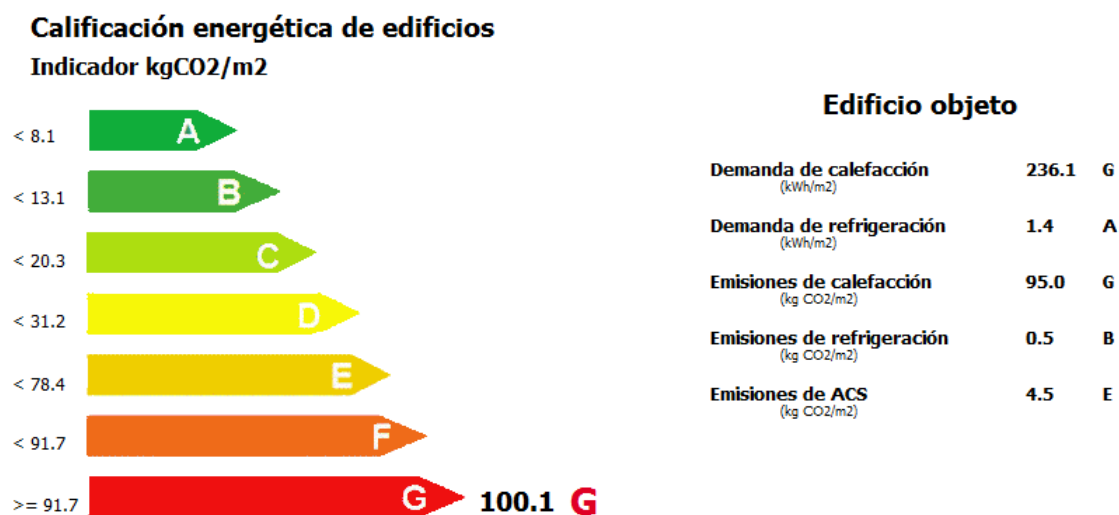 Calificación energética de edificios
Indicador kgCO2/m2
< 8.1 A
< 13.1 B
< 20.3 C
< 31.2 D
< 78.4 E
< 91.7 F
>= 91.7 G 100.1 G
Edificio objeto
Demanda de calefacción 236.1 G
(kWh/m2)
Demanda de refrigeración 1.4 A
(kWh/m2)
Emisiones de calefacción 95.0 G
(kg CO2/m2)
Emisiones de refrigeración 0.5 B
(kg CO2/m2)
Emisiones de ACS 4.5 E
(kg CO2/m2)